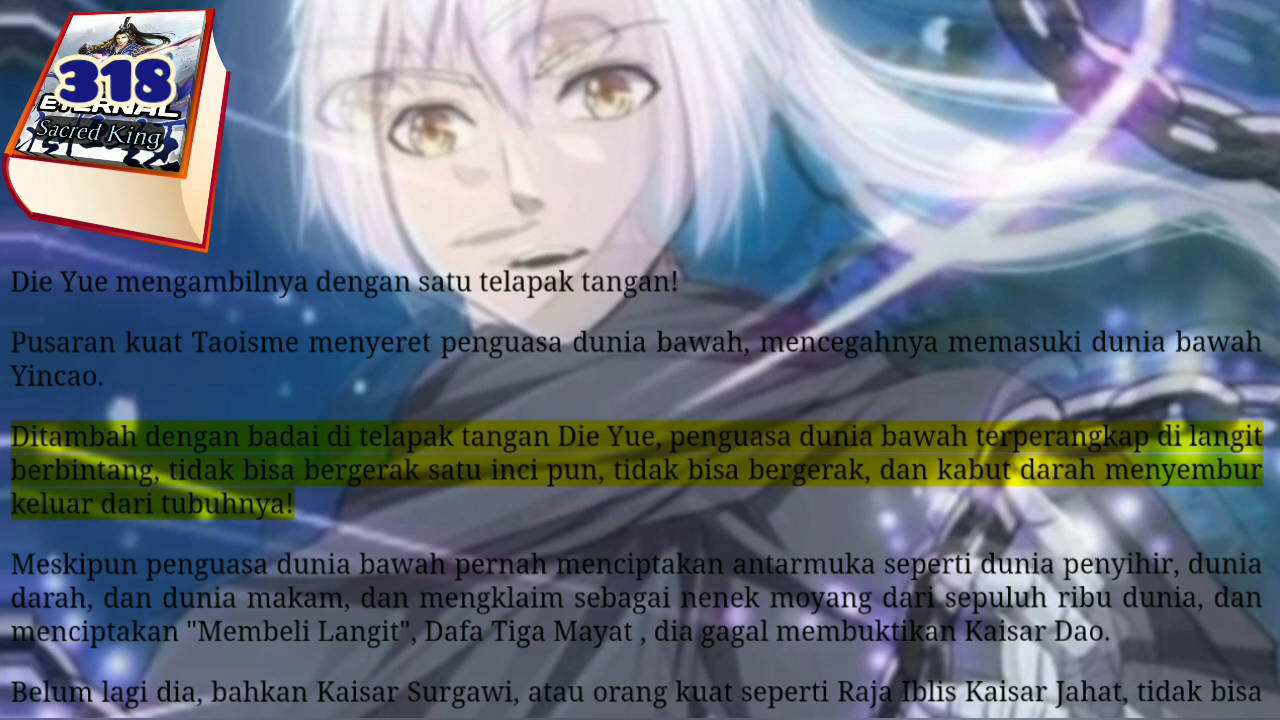 318
ETERNAL
Sacred King
Die Yue mengambilnya dengan satu telapak tangan!
Pusaran kuat Taoisme menyeret penguasa dunia bawah, mencegahnya memasuki dunia bawah
Yincao.
Ditambah dengan badai di telapak tangan Die Yue, penguasa dunia bawah terperangkap di langit
berbintang, tidak bisa bergerak satu inci pun, tidak bisa bergerak, dan kabut darah menyembur
keluar dari tubuhnya!
Meskipun penguasa dunia bawah pernah menciptakan antarmuka seperti dunia penyihir, dunia
darah, dan dunia makam, dan mengklaim sebagai nenek moyang dari sepuluh ribu dunia, dan
menciptakan "Membeli Langit", Dafa Tiga Mayat , dia gagal membuktikan Kaisar Dao.
Belum lagi dia, bahkan Kaisar Surgawi, atau orang kuat seperti Raja Iblis Kaisar Jahat, tidak bisa